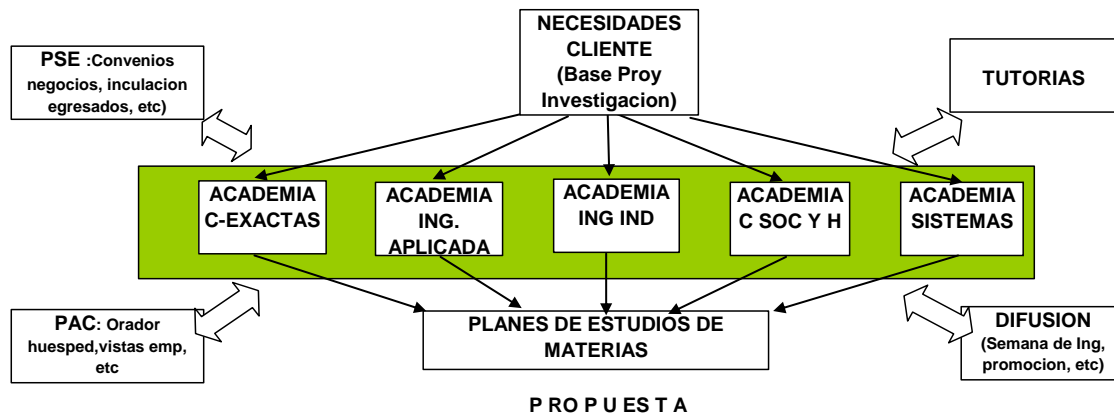 NECESIDADES
CLIENTE
(Base Proy
Investigacion)
PSE :Convenios
negocios, inculacion
egresados, etc)
TUTORIAS
ACADEMIA
C-EXACTAS
ACADEMIA
ING.
APLICADA
ACADEMIA
ING IND
ACADEMIA
C SOC Y H
ACADEMIA
SISTEMAS
PAC: Orador
huesped,vistas emp,
etc
PLANES DE ESTUDIOS DE
MATERIAS
DIFUSION
(Semana de Ing,
promocion, etc)
P RO P U ES T A